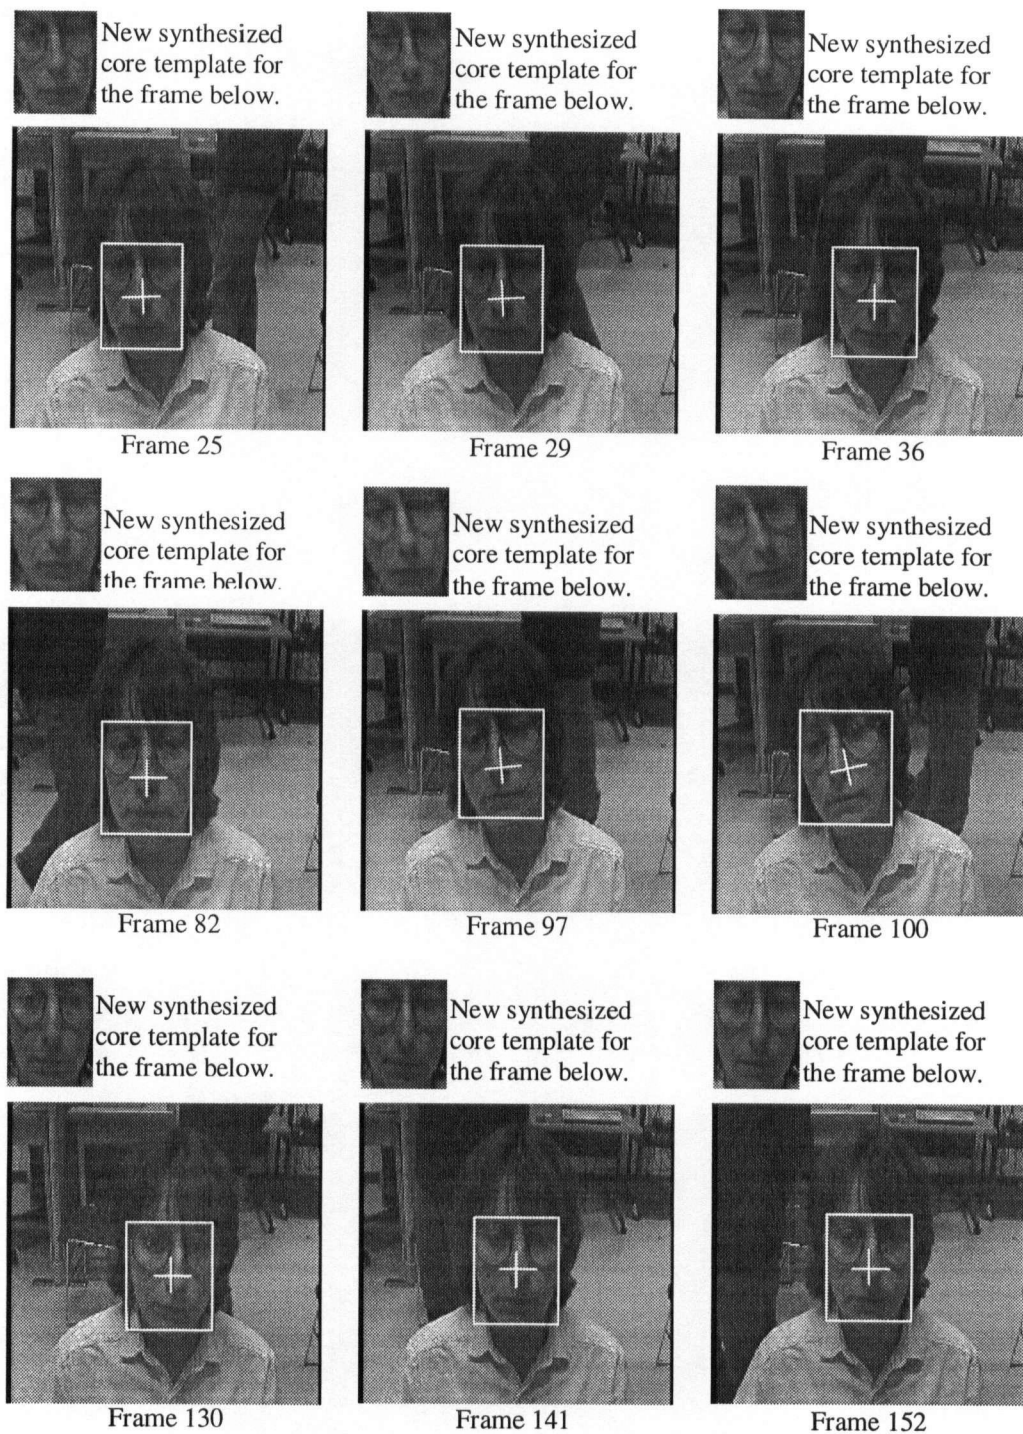 New synthesized
core template for
the frame below.
New synthesized
core template for
the frame below.
New synthesized
core template for
the frame below.
Frame 25
Frame 29
Frame 36
New synthesized
core template for
the frame below.
New synthesized
core template for
the frame below.
New synthesized
core template for
the frame below.
Frame 82
Frame 97
Frame 100
New synthesized
core template for
the frame below.
New synthesized
core template for
the frame below.
New synthesized
core template for
the frame below.
Frame 130
Frame 141
Frame 152